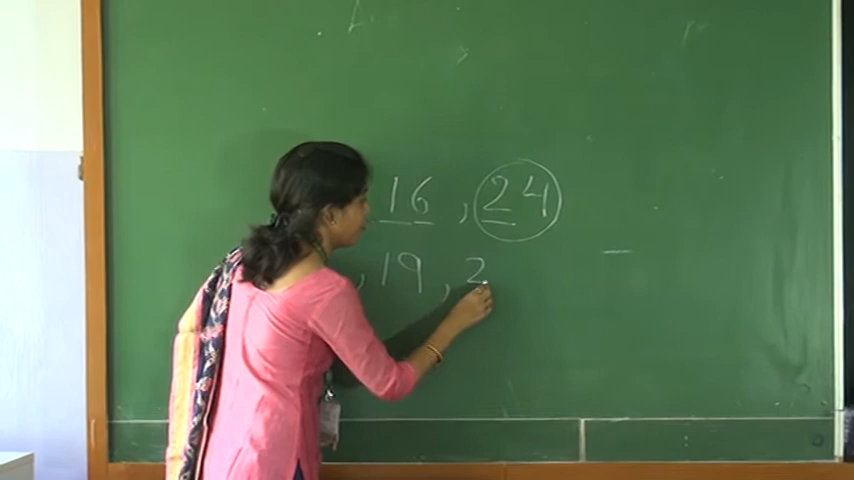 16, 24
, 19, 2